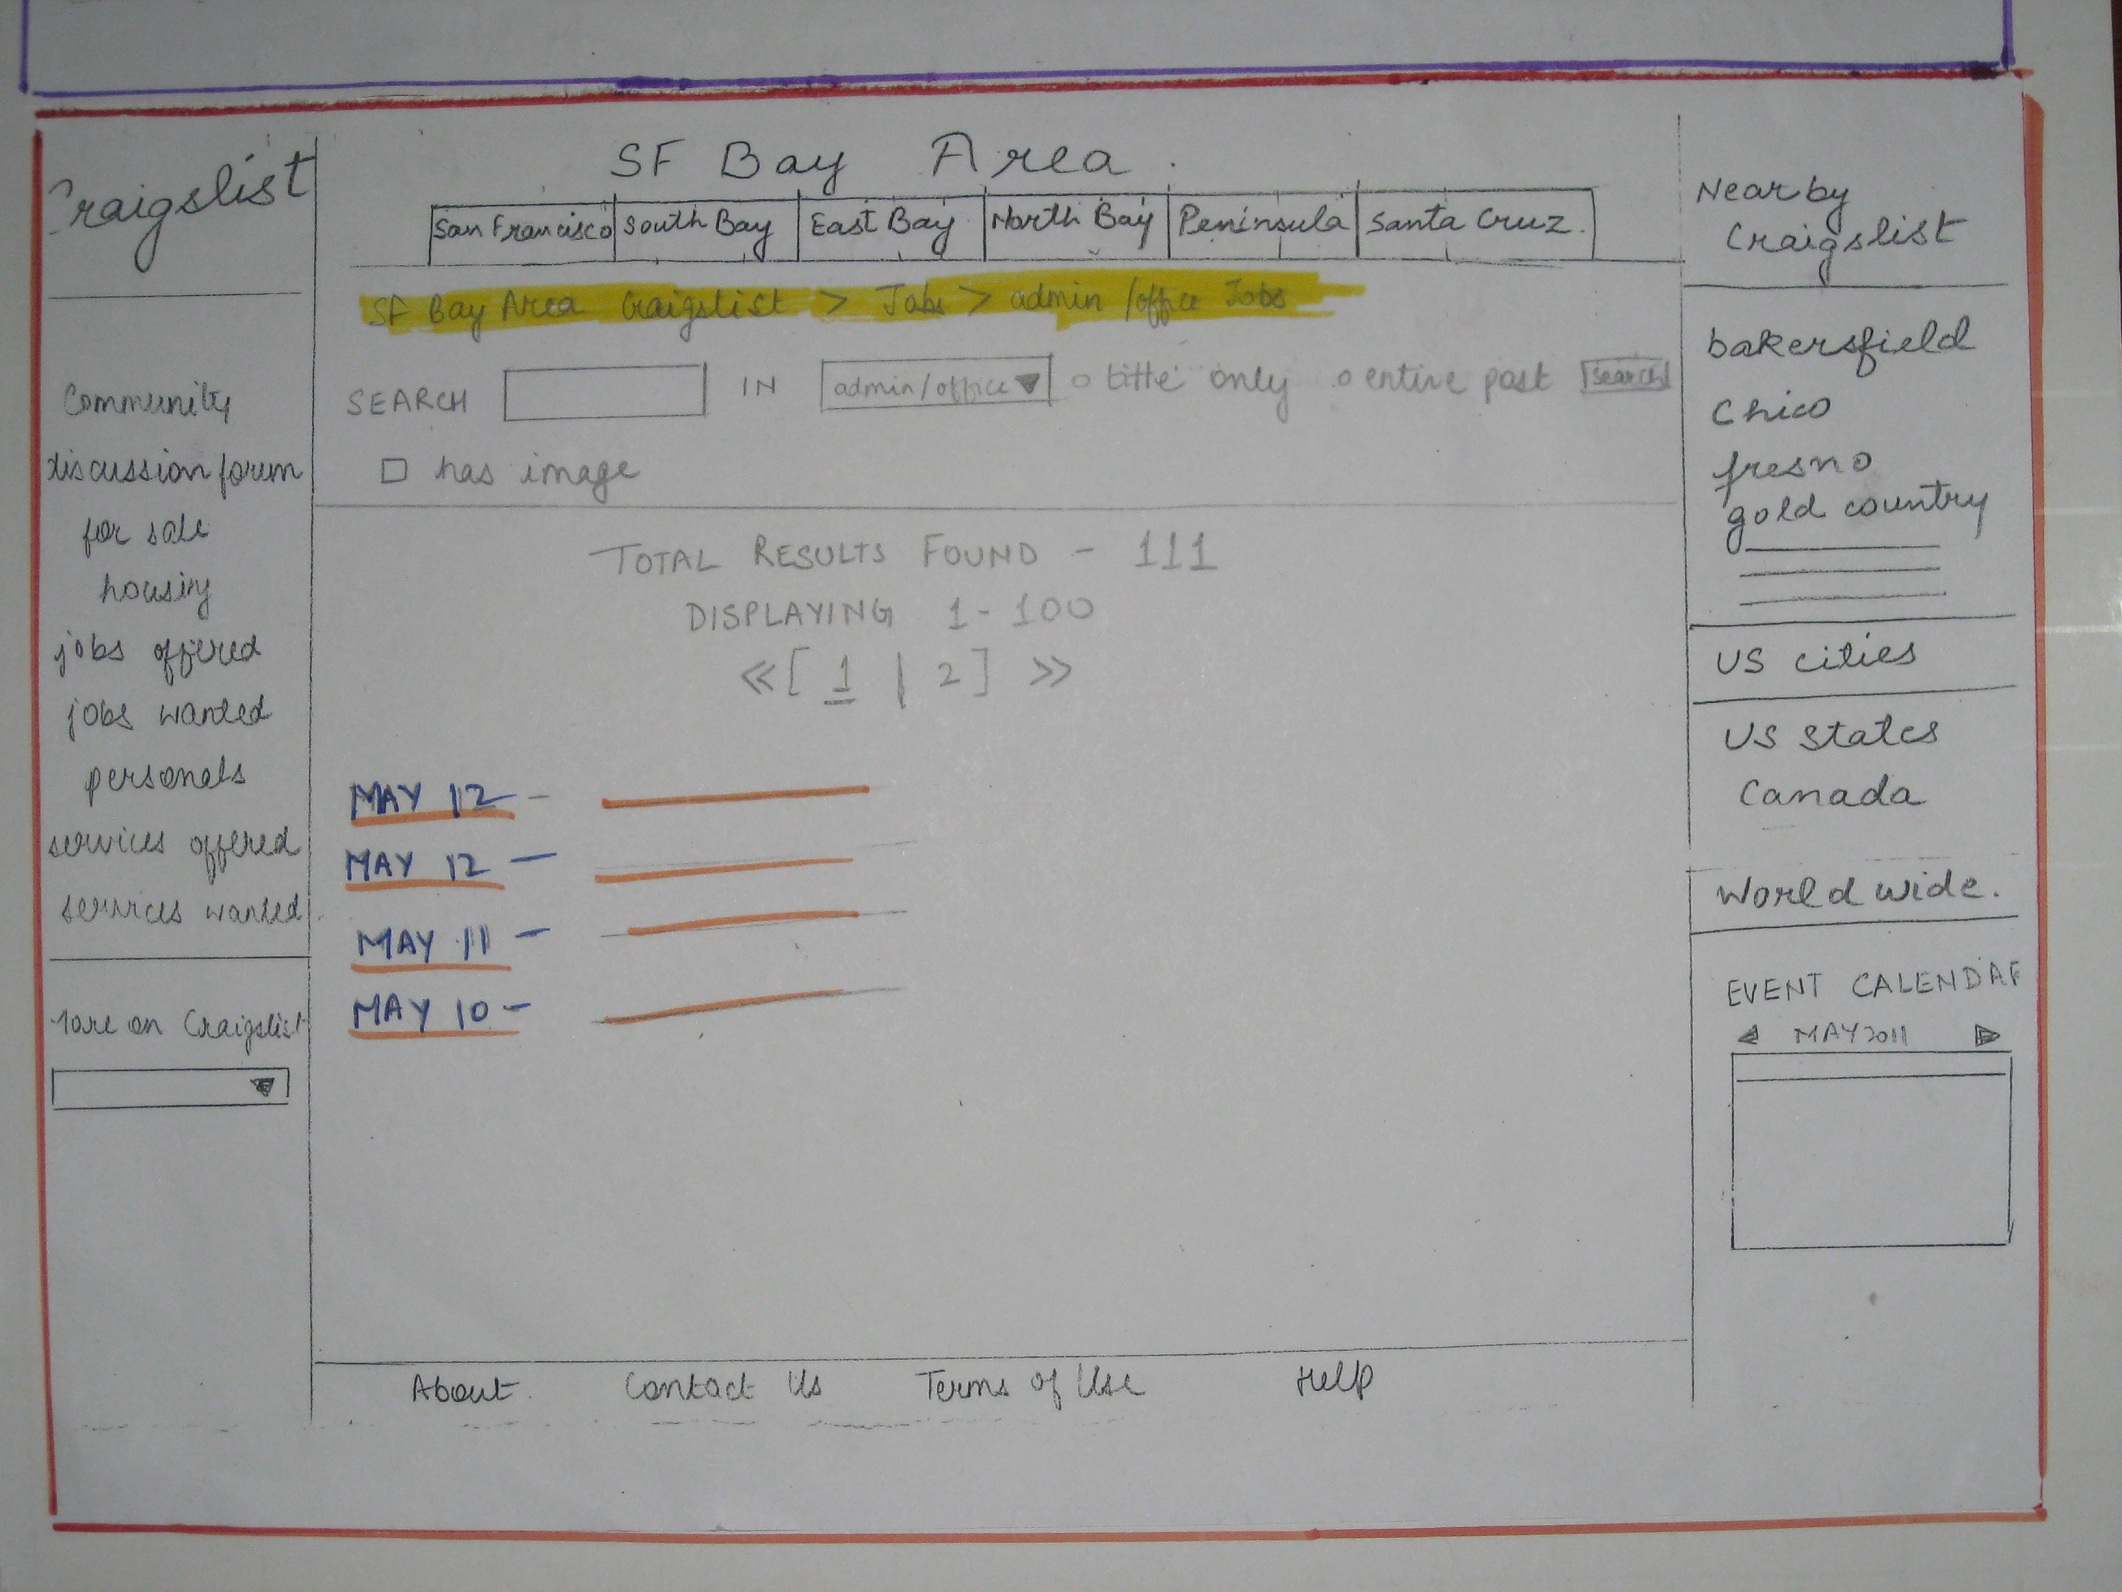 Craigslist
Community
discussion forum
for sale
housing
jobs offered
jobs wanted
personals
services offered
services wanted
More on Craigslist
SF Bay Area
San Francisco South Bay East Bay North Bay Peninsula Santa Cruz
SF Bay Area Craigslist > Jobs > admin/office Jobs
SEARCH IN admin/office title only entire post search
has image
TOTAL RESULTS FOUND - 111
DISPLAYING 1-100
<<[ 1 | 2 ] >>
MAY 12 -
MAY 12 -
MAY 11 -
MAY 10 -
About Contact Us Terms of Use Help
Nearby
Craigslist
bakersfield
Chico
fresno
gold country
US cities
US states
Canada
World wide.
EVENT CALENDAR
MAY 2011